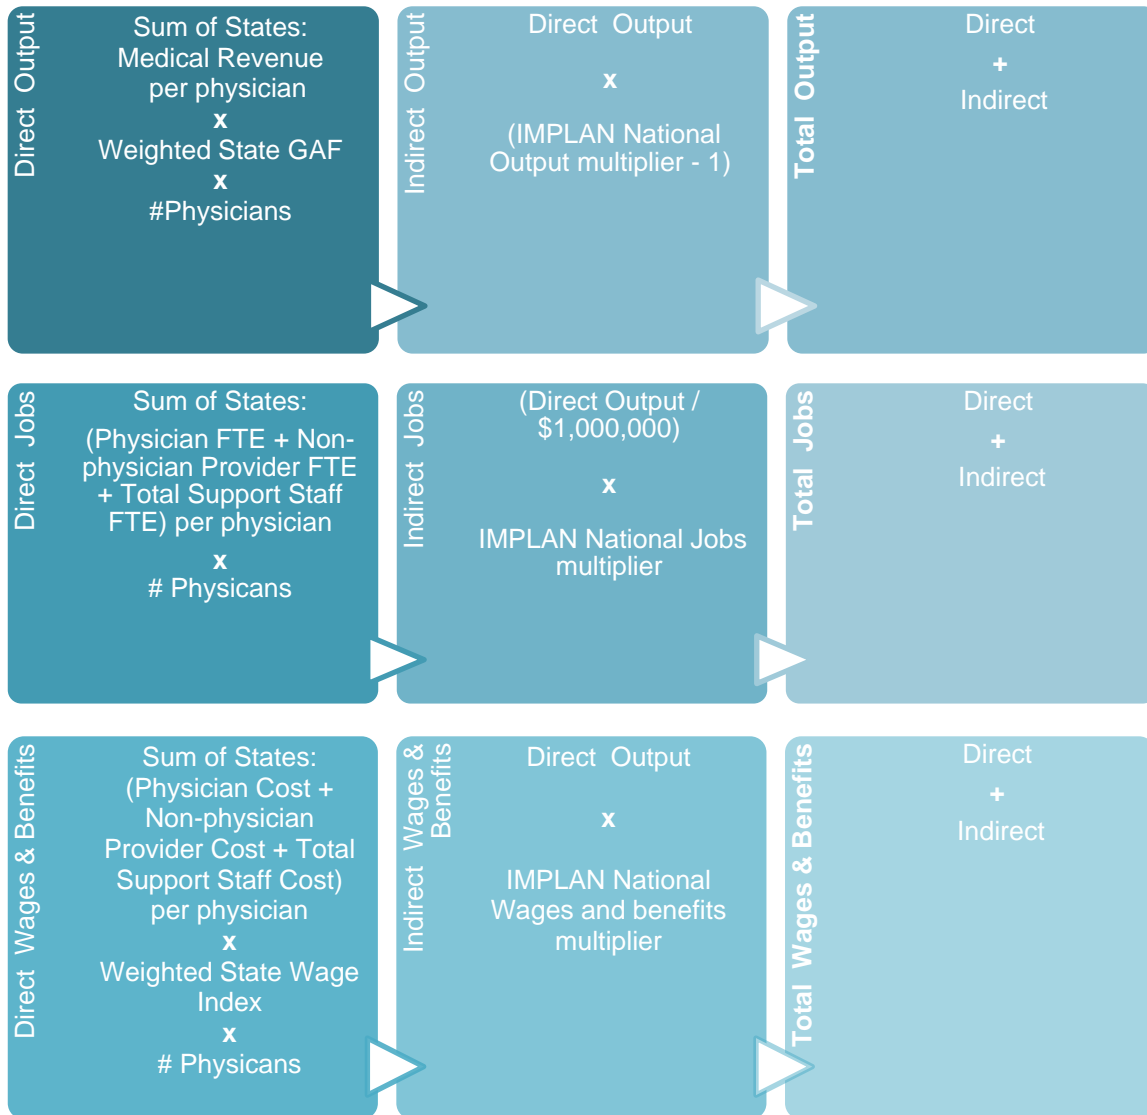 Direct Output
Sum of States:
Medical Revenue
per physician
x
Weighted State GAF
x
#Physicians
Indirect Output
Direct Output
x
(IMPLAN National
Output multiplier - 1)
Total Output
Direct
+
Indirect
Direct Jobs
Sum of States:
(Physician FTE + Non-
physician Provider FTE
+ Total Support Staff
FTE) per physician
x
# Physicans
Indirect Jobs
(Direct Output /
$1,000,000)
x
IMPLAN National Jobs
multiplier
Total Jobs
Direct
+
Indirect
Direct Wages & Benefits
Sum of States:
(Physician Cost +
Non-physician
Provider Cost + Total
Support Staff Cost)
per physician
x
Weighted State Wage
Index
x
# Physicans
Indirect Wages &
Benefits
Direct Output
x
IMPLAN National
Wages and benefits
multiplier
Total Wages & Benefits
Direct
+
Indirect